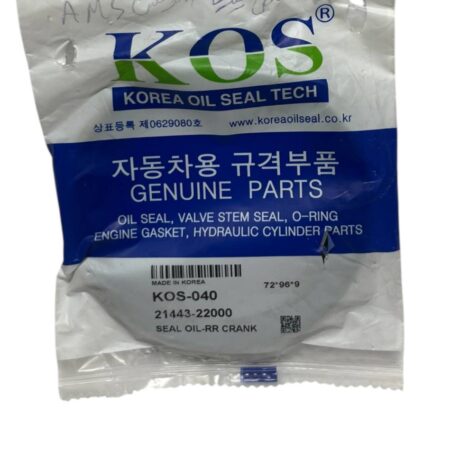 AMS
KOS®
KOREA OIL SEAL TECH
상표등록 제0629080호 www.koreaoilseal.co.kr
자동차용 규격부품
GENUINE PARTS
OIL SEAL, VALVE STEM SEAL, O-RING
ENGINE GASKET, HYDRAULIC CYLINDER PARTS
MADE IN KOREA 72*96*9
KOS-040
21443-22000
SEAL OIL-RR CRANK